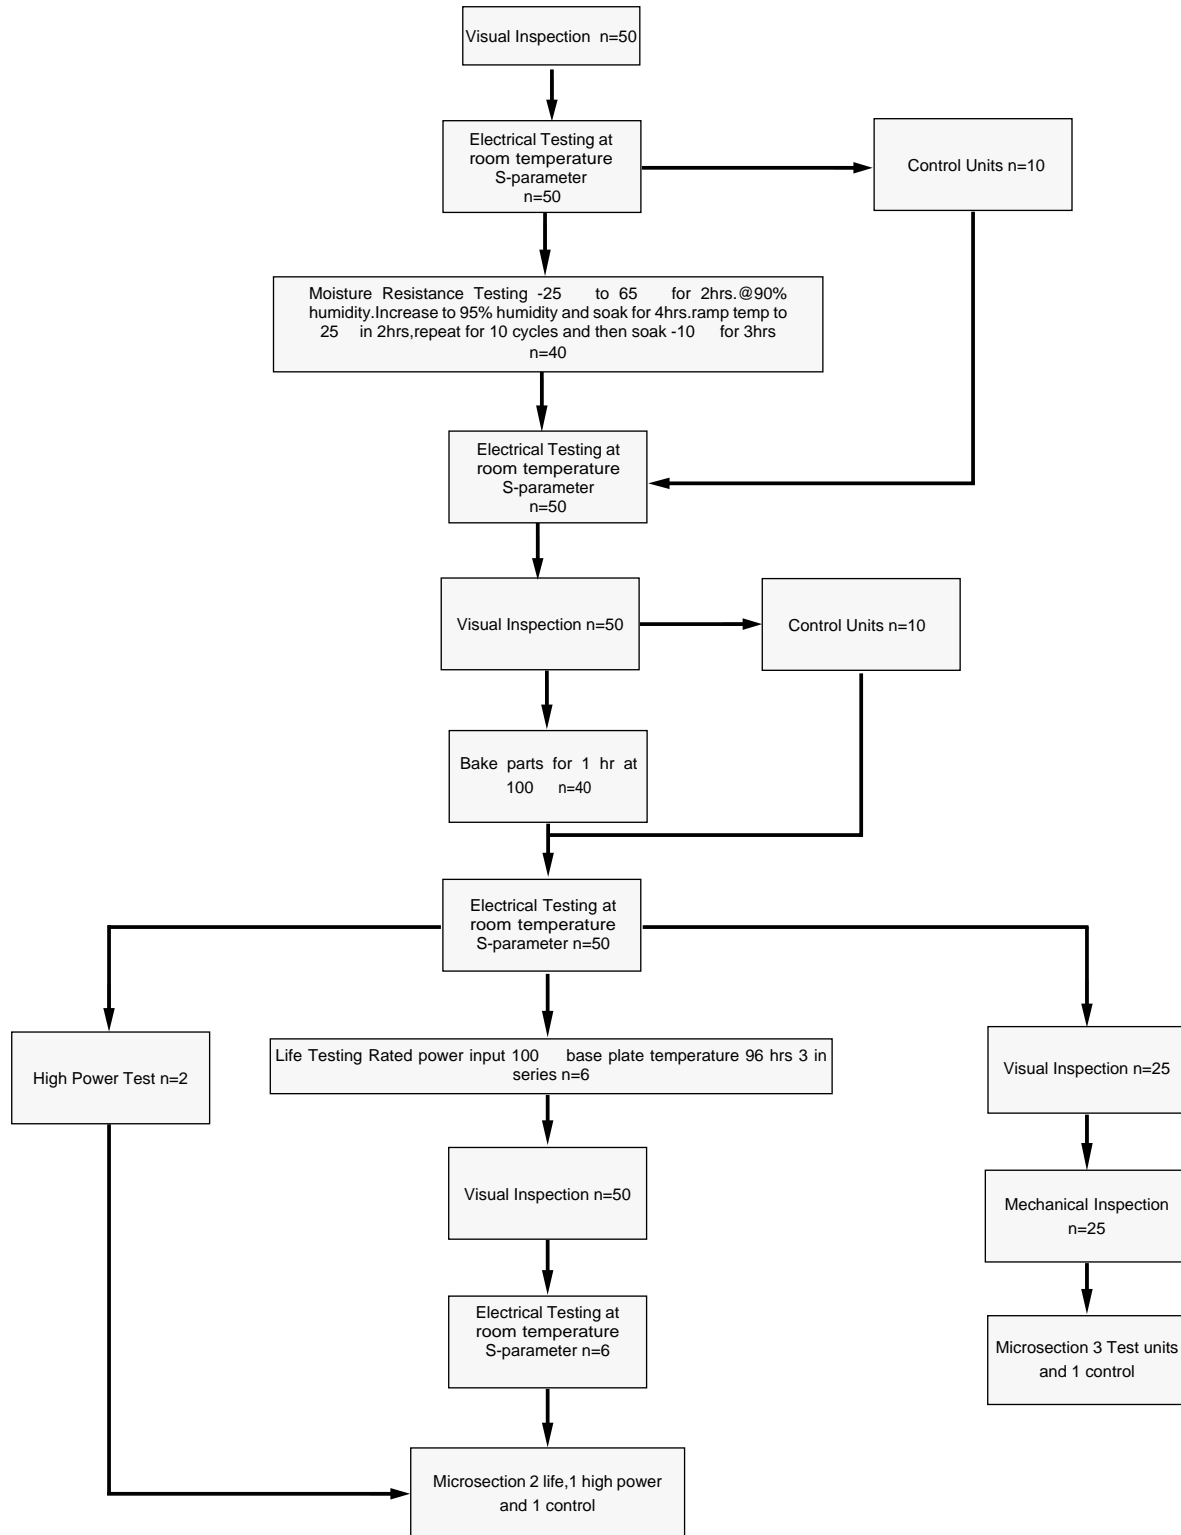 Visual Inspection n=50
Electrical Testing at
room temperature
S-parameter
n=50
Control Units n=10
Moisture Resistance Testing -25 to 65 for 2hrs.@90%
humidity.Increase to 95% humidity and soak for 4hrs.ramp temp to
25 in 2hrs,repeat for 10 cycles and then soak -10 for 3hrs
n=40
Electrical Testing at
room temperature
S-parameter
n=50
Visual Inspection n=50
Control Units n=10
Bake parts for 1 hr at
100 n=40
Electrical Testing at
room temperature
S-parameter n=50
High Power Test n=2
Life Testing Rated power input 100 base plate temperature 96 hrs 3 in
series n=6
Visual Inspection n=25
Visual Inspection n=50
Mechanical Inspection
n=25
Electrical Testing at
room temperature
S-parameter n=6
Microsection 3 Test units
and 1 control
Microsection 2 life,1 high power
and 1 control